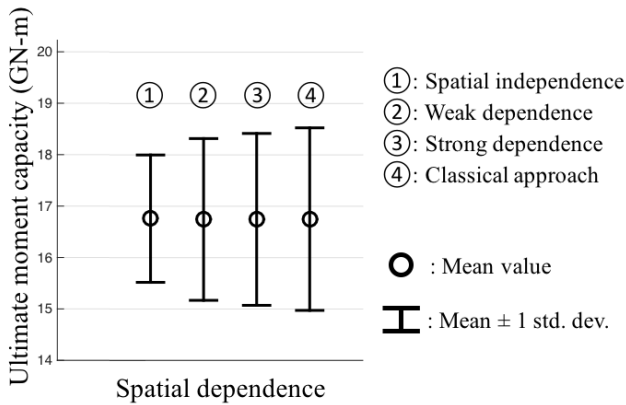 Ultimate moment capacity (GN-m)
20
19
18
17
16
15
14
① ② ③ ④
Spatial dependence
①: Spatial independence
②: Weak dependence
③: Strong dependence
④: Classical approach
: Mean value
: Mean ± 1 std. dev.